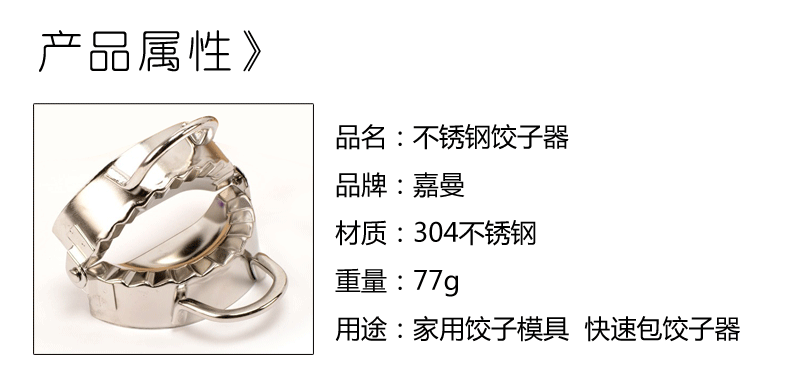 产品属性》
品名：不锈钢饺子器
品牌：嘉曼
材质：304不锈钢
重量：77g
用途：家用饺子模具 快速包饺子器